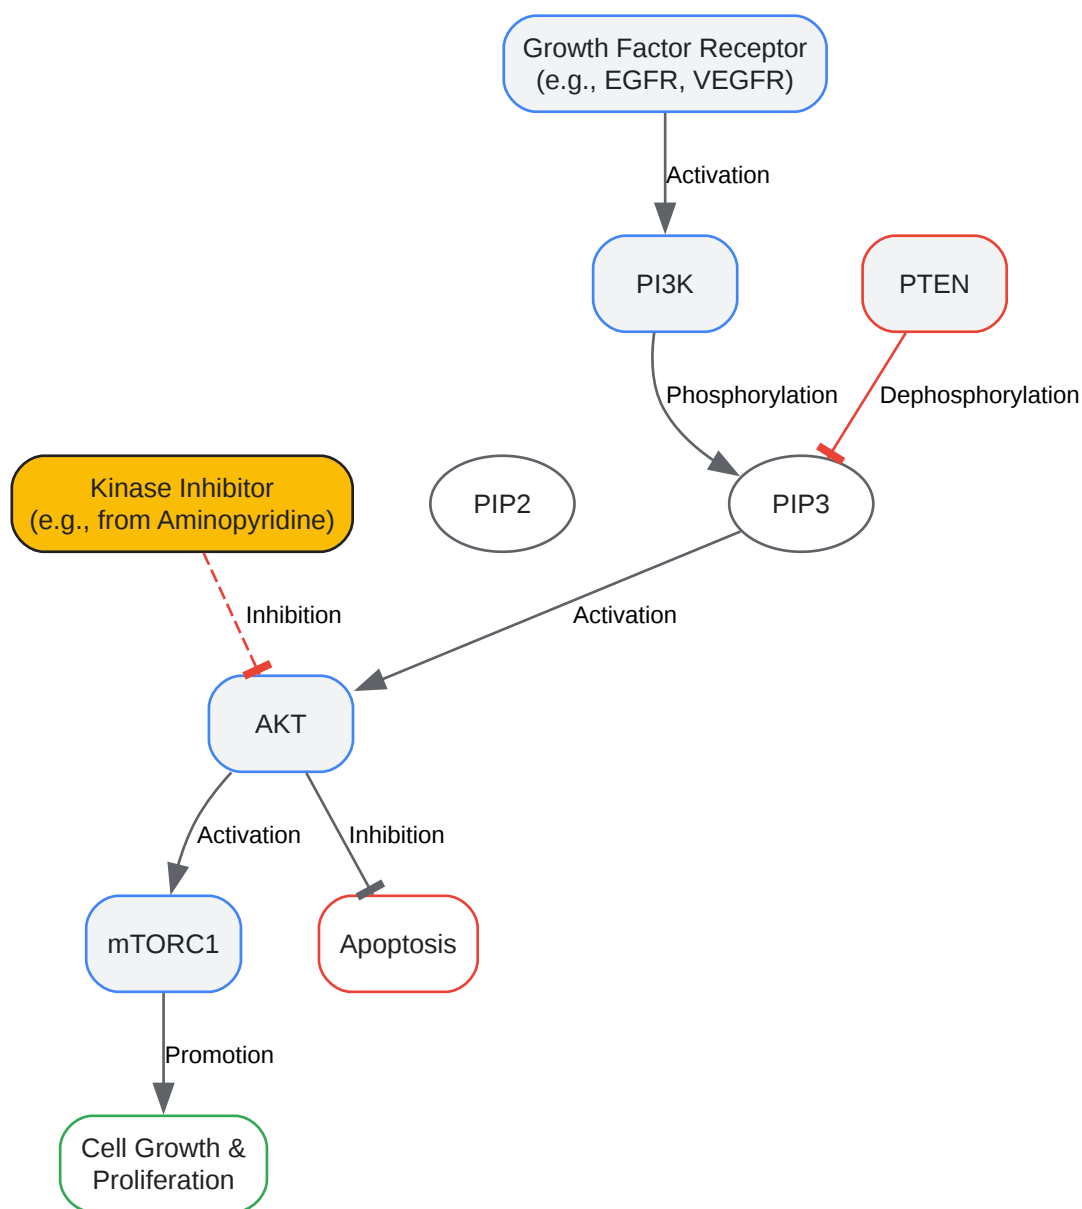 Growth Factor Receptor
(e.g., EGFR, VEGFR)
Activation
PI3K
PTEN
Phosphorylation
Dephosphorylation
Kinase Inhibitor
(e.g., from Aminopyridine)
PIP2
PIP3
Inhibition
Activation
AKT
Activation
Inhibition
mTORC1
Apoptosis
Promotion
Cell Growth &
Proliferation